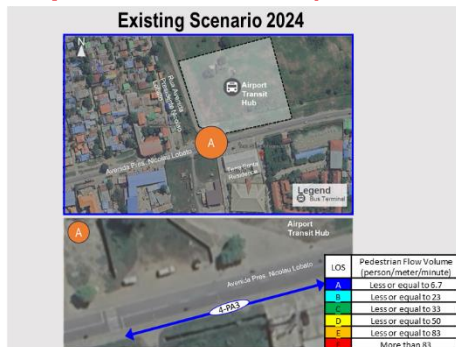 Existing Scenario 2024
N
Airport
Transit
Hub
A
Avenida Pres. Nicolau Lobato
Legend
Bus Terminal
A
Airport
Transit Hub
Avenida Pres. Nicolau Lobato
4-PA3
LOS Pedestrian Flow Volume
(person/meter/minute)
A Less or equal to 6.7
B Less or equal to 23
C Less or equal to 33
D Less or equal to 50
E Less or equal to 83
More than 83